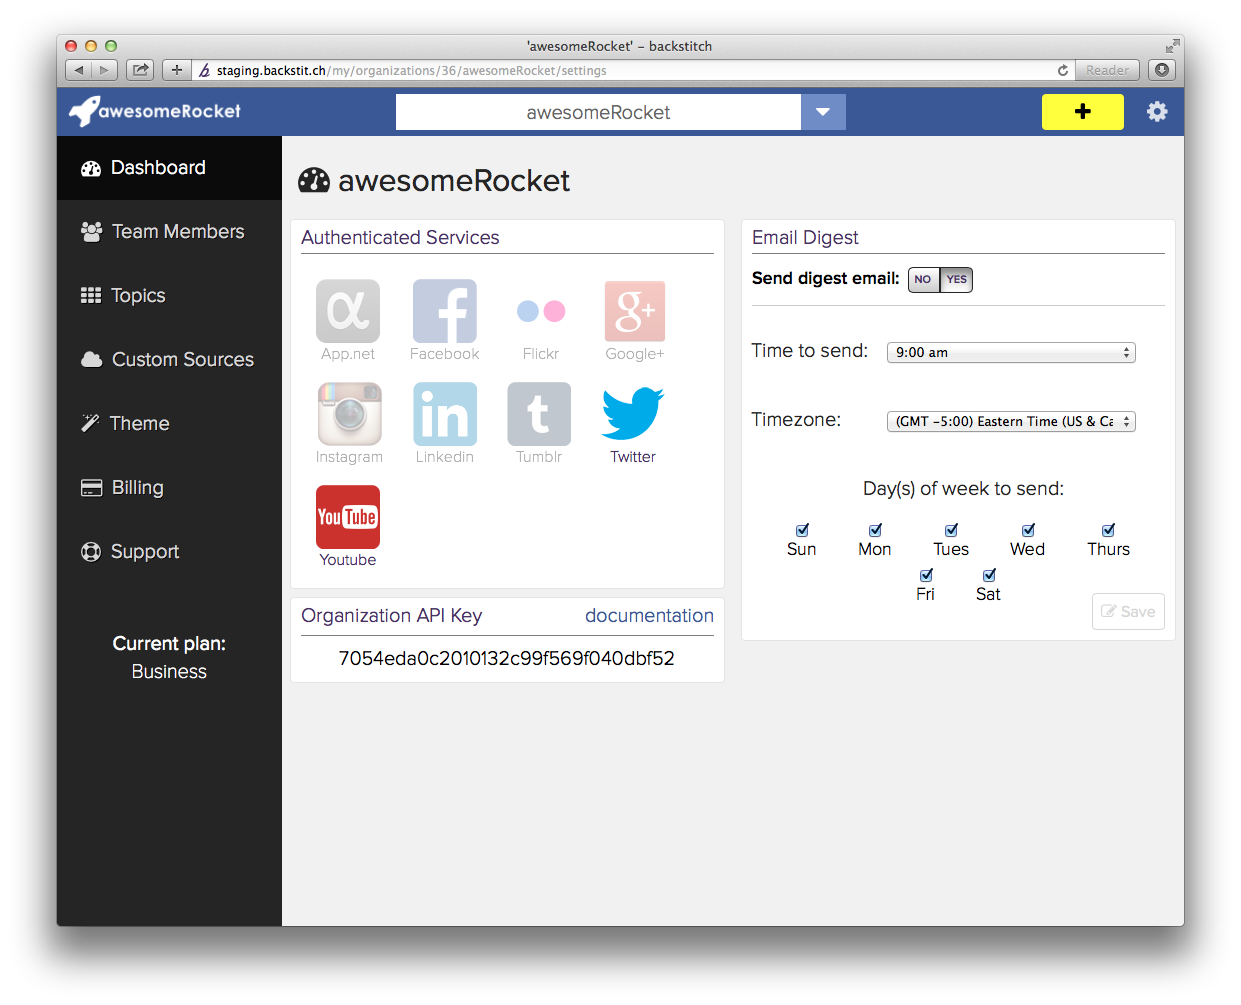 'awesomeRocket' – backstitch
staging.backstit.ch/my/organizations/36/awesomeRocket/settings
Reader
awesomeRocket
awesomeRocket
+
Dashboard
Team Members
Topics
Custom Sources
Theme
Billing
Support
Current plan:
Business
awesomeRocket
Authenticated Services
App.net
f
Facebook
Flickr
g+
Google+
Instagram
in
Linkedin
t
Tumblr
Twitter
YouTube
Youtube
Organization API Key documentation
7054eda0c2010132c99f569f040dbf52
Email Digest
Send digest email: NO YES
Time to send: 9:00 am
Timezone: (GMT -5:00) Eastern Time (US & Ca
Day(s) of week to send:
Sun Mon Tues Wed Thurs
Fri Sat
Save